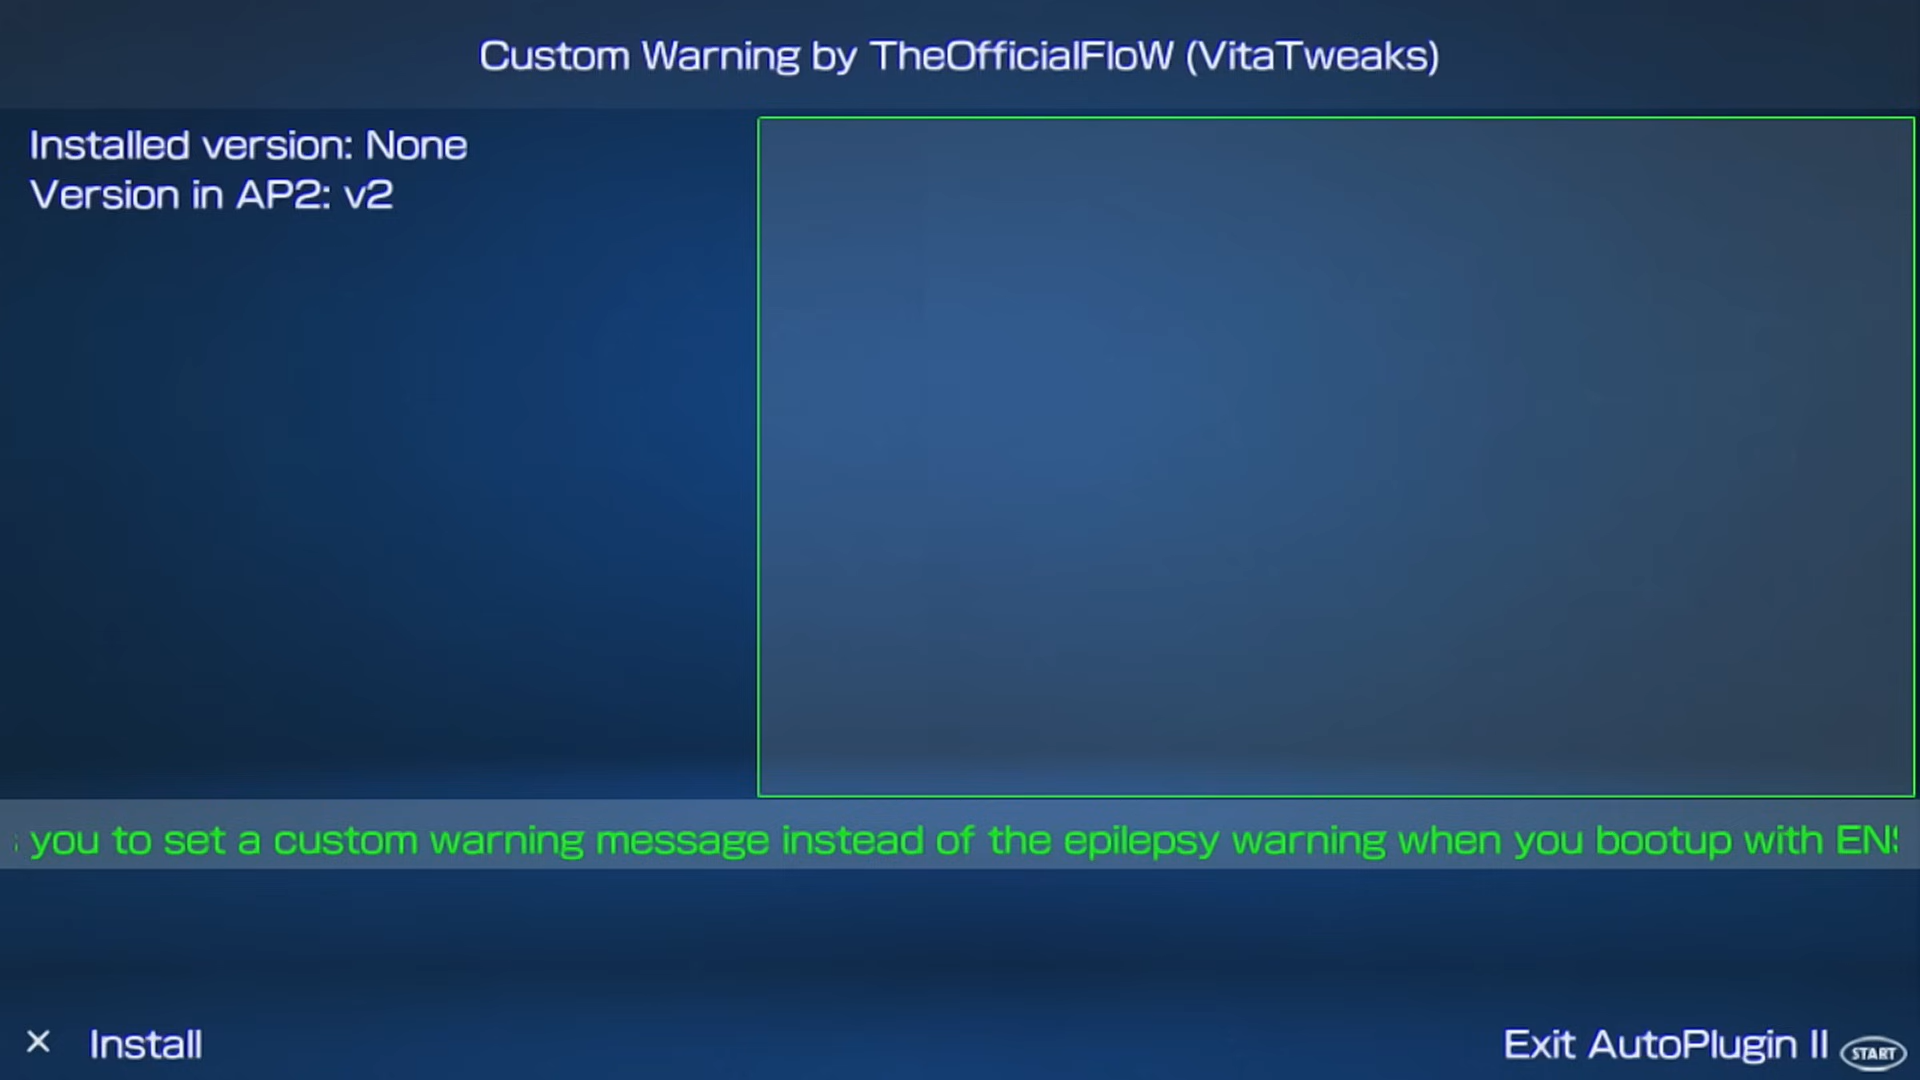 Custom Warning by TheOfficialFloW (VitaTweaks)
Installed version: None
Version in AP2: v2
you to set a custom warning message instead of the epilepsy warning when you bootup with
Install
Exit AutoPlugin II START